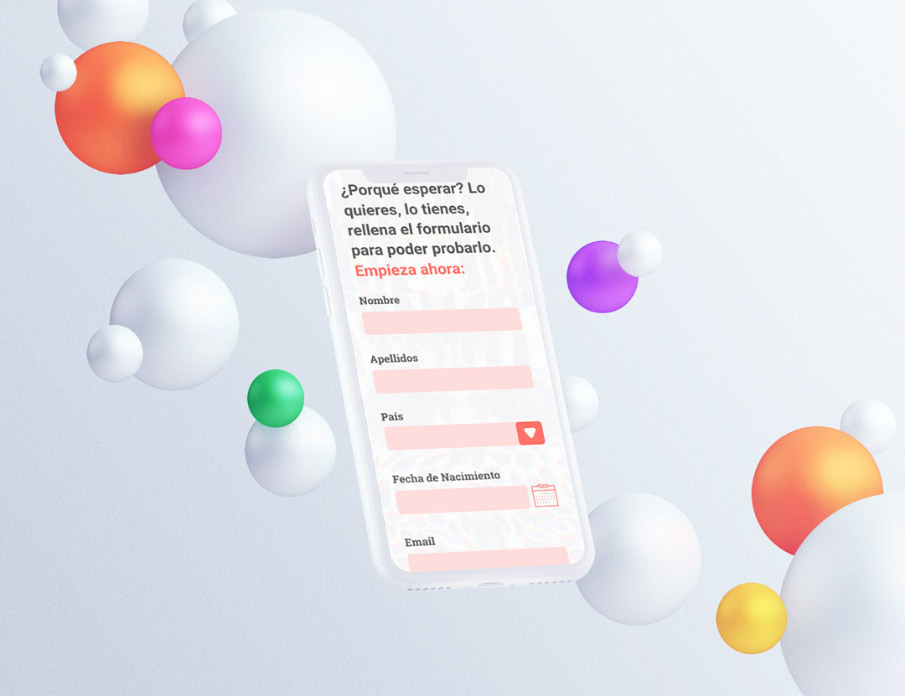 ¿Porqué esperar? Lo
quieres, lo tienes,
rellena el formulario
para poder probarlo.
Empieza ahora:
Nombre
Apellidos
País
Fecha de Nacimiento
Email